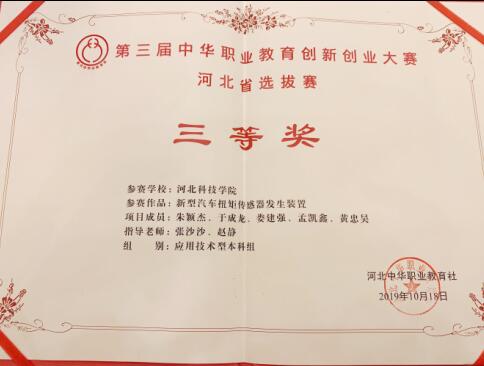 第三届中华职业教育创新创业大赛
河北省选拔赛
三等奖
参赛学校：河北科技学院
参赛作品：新型汽车扭矩传感器发生装置
项目成员：朱颖杰、于成龙、娄建强、孟凯鑫、黄忠昊
指导老师：张沙沙、赵静
组 别：应用技术型本科组
河北中华职业教育社
2019年10月18日